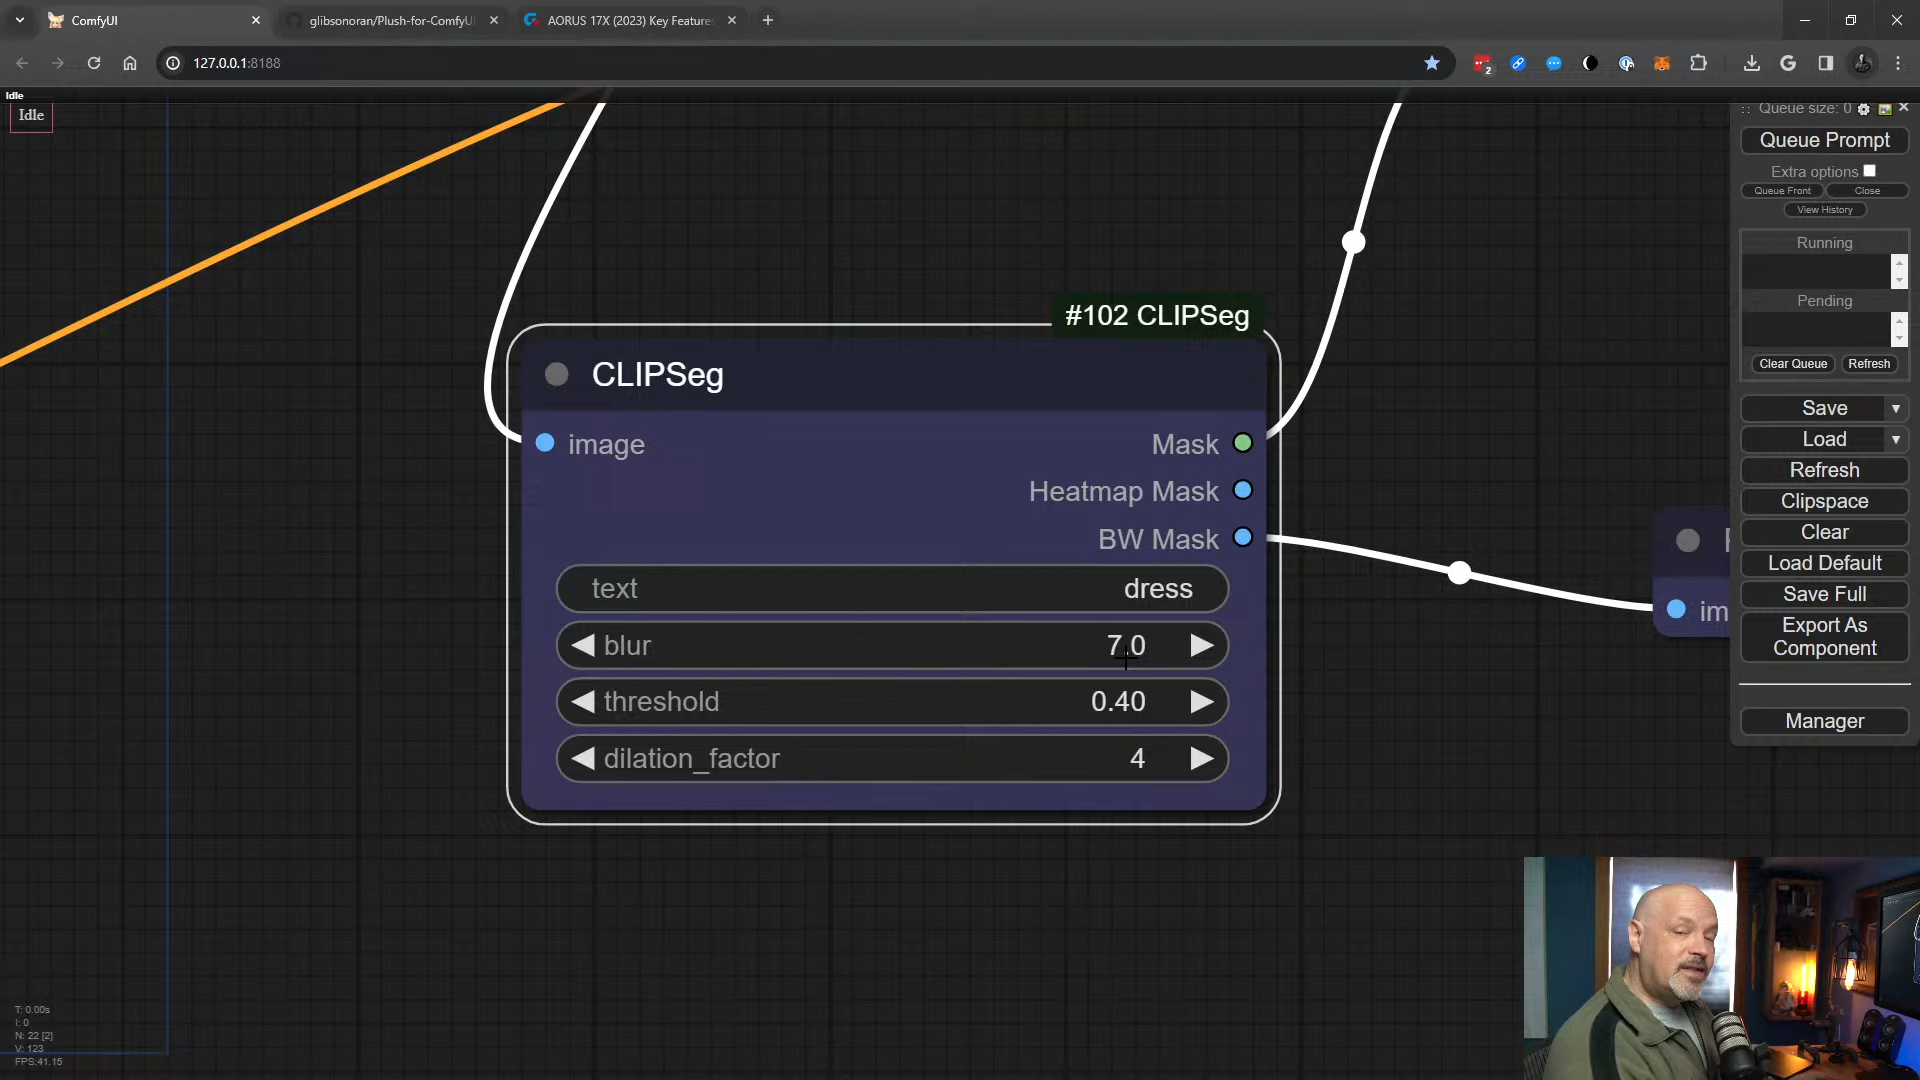 ComfyUI
glibsonoran/Plush-for-ComfyUI
AORUS 17X (2023) Key Feature
127.0.0.1:8188
2
Idle
Idle
Queue size: 0
Queue Prompt
Extra options
Queue Front
Close
View History
Running
Pending
Clear Queue
Refresh
Save
Load
Refresh
Clipspace
Clear
Load Default
Save Full
Export As
Component
Manager
#102 CLIPSeg
CLIPSeg
image
Mask
Heatmap Mask
BW Mask
text
dress
blur
7.0
threshold
0.40
dilation_factor
4
im
T: 0.00s
I: 0
N: 22 [2]
V: 123
FPS:41.15